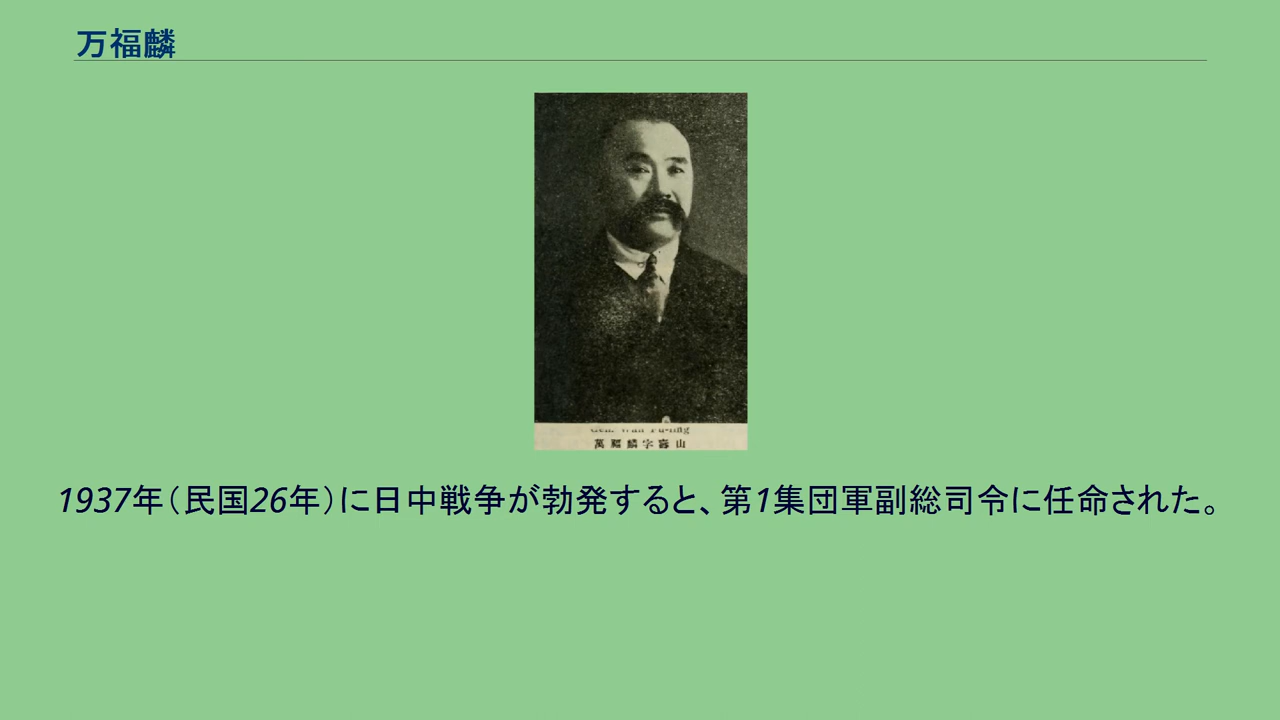 万福麟
萬福麟字壽山
1937年（民国26年）に日中戦争が勃発すると、第1集団軍副総司令に任命された。